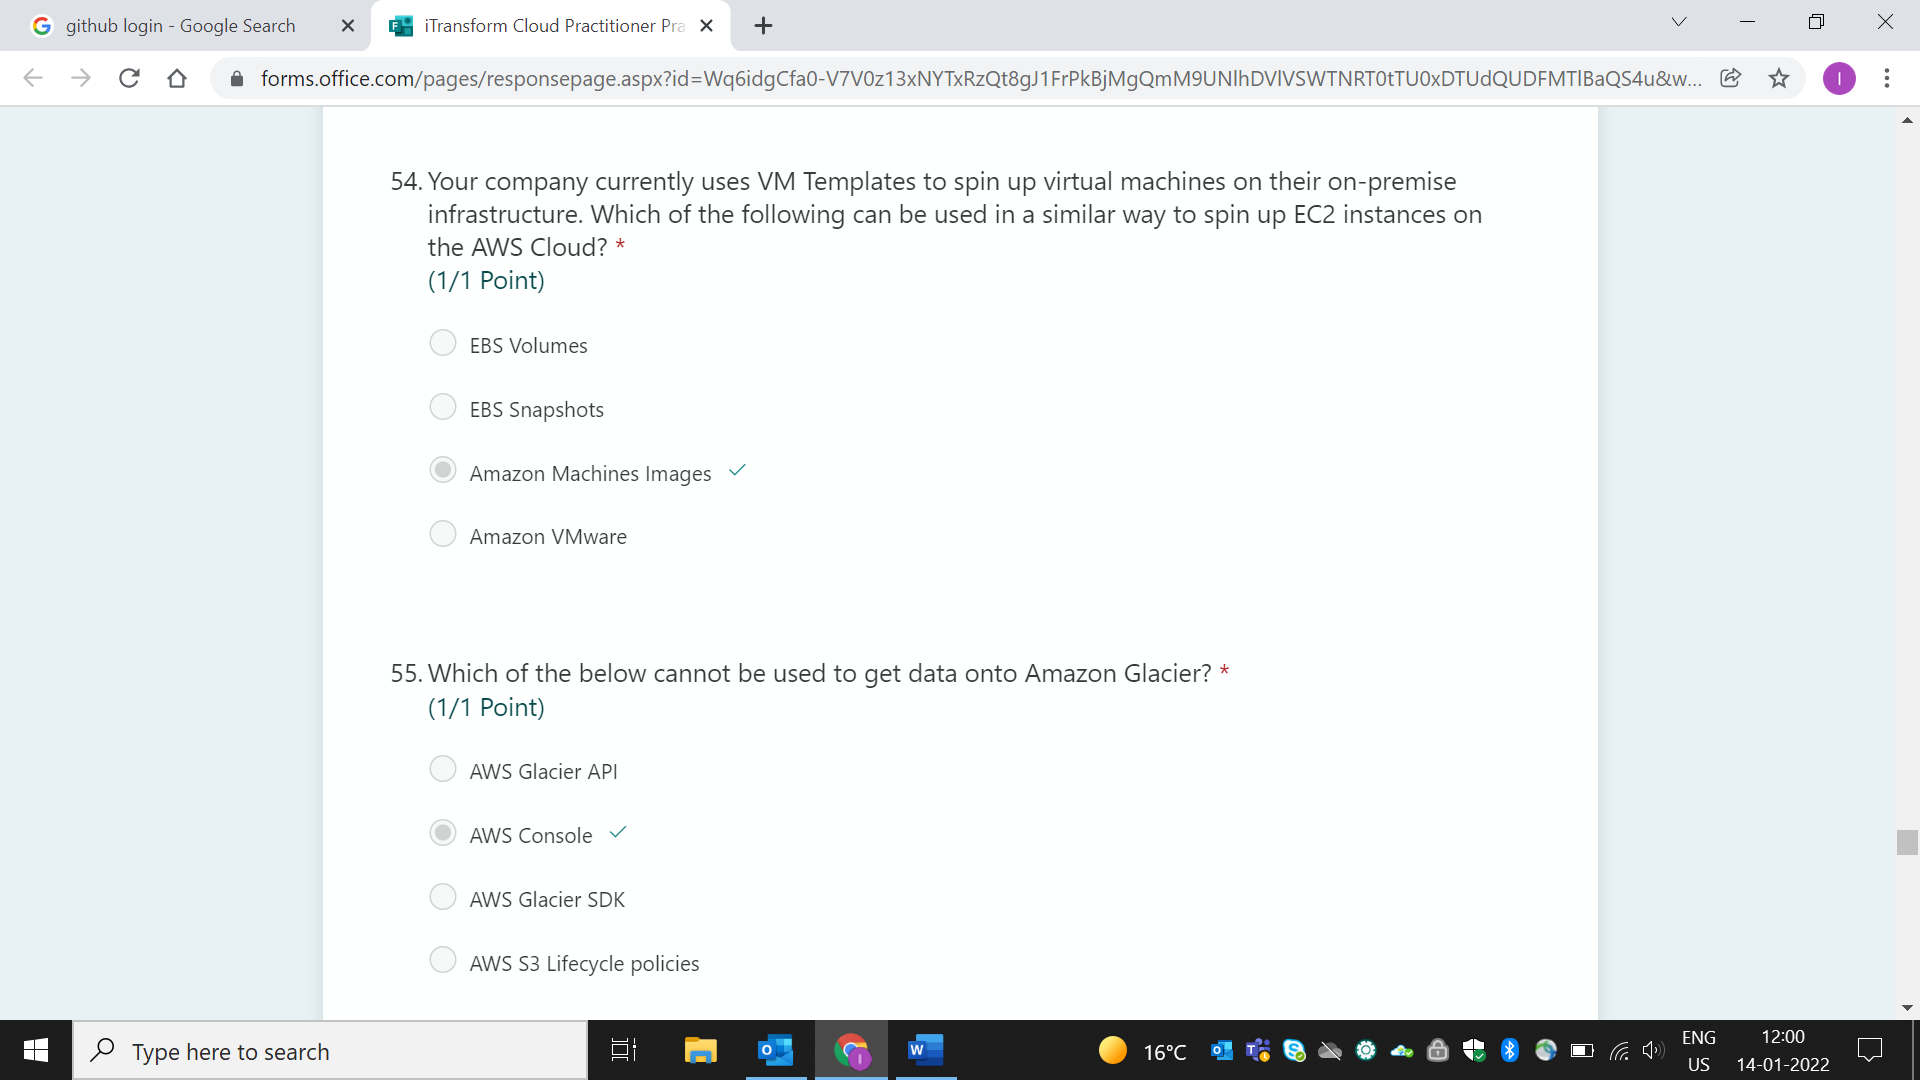 github login - Google Search
iTransform Cloud Practitioner Pra
forms.office.com/pages/responsepage.aspx?id=Wq6idgCfa0-V7V0z13xNYTxRzQt8gJ1FrPkBjMgQmM9UNlhDVlVSWTNRT0tTU0xDTUdQUDFMTlBaQS4u&w...
I
54. Your company currently uses VM Templates to spin up virtual machines on their on-premise
infrastructure. Which of the following can be used in a similar way to spin up EC2 instances on
the AWS Cloud? *
(1/1 Point)
EBS Volumes
EBS Snapshots
Amazon Machines Images
Amazon VMware
55. Which of the below cannot be used to get data onto Amazon Glacier? *
(1/1 Point)
AWS Glacier API
AWS Console
AWS Glacier SDK
AWS S3 Lifecycle policies
Type here to search
16°C
ENG
US
12:00
14-01-2022